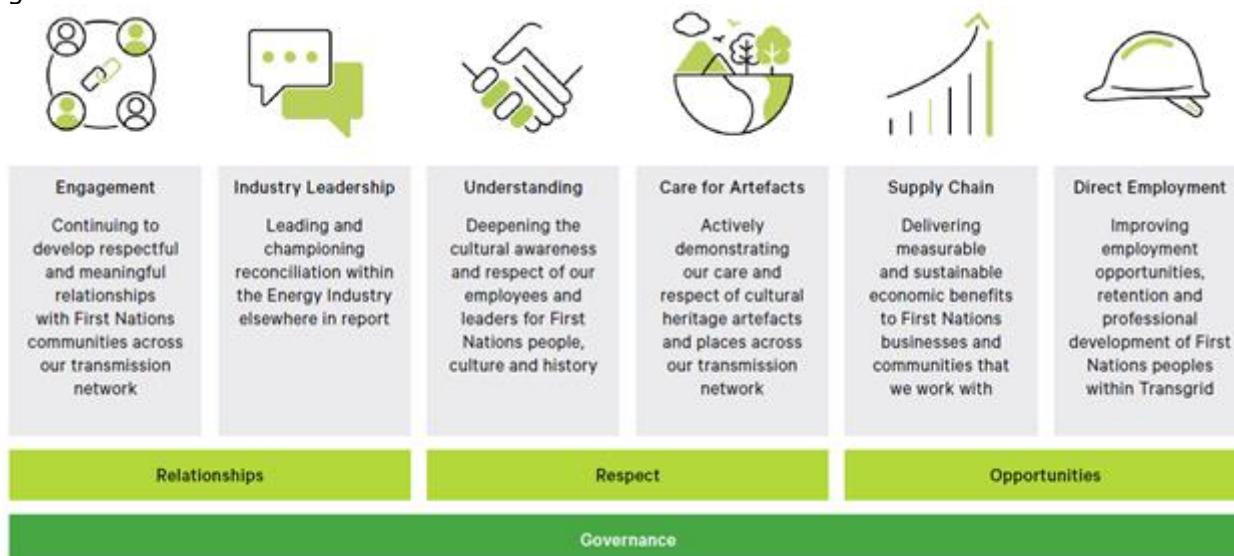 Engagement
Continuing to
develop respectful
and meaningful
relationships
with First Nations
communities across
our transmission
network
Industry Leadership
Leading and
championing
reconciliation within
the Energy Industry
elsewhere in report
Understanding
Deepening the
cultural awareness
and respect of our
employees and
leaders for First
Nations people,
culture and history
Care for Artefacts
Actively
demonstrating
our care and
respect of cultural
heritage artefacts
and places across
our transmission
network
Supply Chain
Delivering
measurable
and sustainable
economic benefits
to First Nations
businesses and
communities that
we work with
Direct Employment
Improving
employment
opportunities,
retention and
professional
development of First
Nations peoples
within Transgrid
Relationships
Respect
Opportunities
Governance